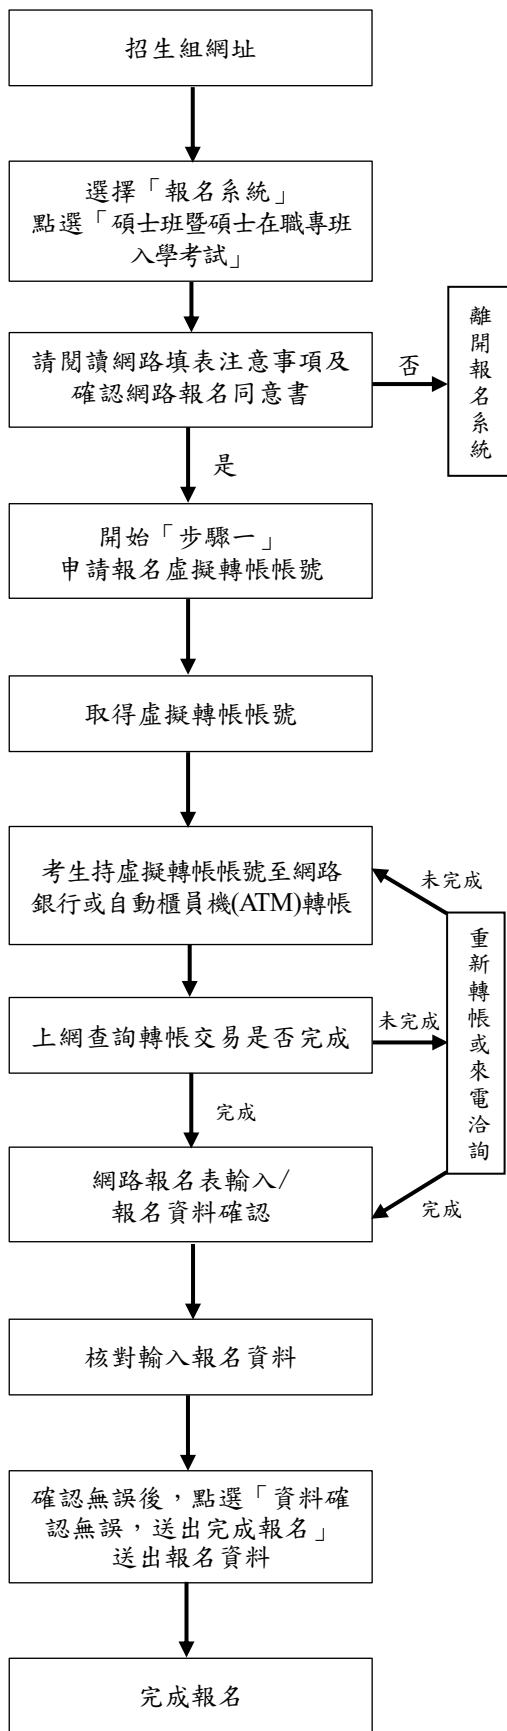 招生組網址
選擇「報名系統」
點選「碩士班暨碩士在職專班
入學考試」
請閱讀網路填表注意事項及
確認網路報名同意書
否
離開報名系統
是
開始「步驟一」
申請報名虛擬轉帳帳號
取得虛擬轉帳帳號
考生持虛擬轉帳帳號至網路
銀行或自動櫃員機(ATM)轉帳
未完成
重新轉帳或來電洽詢
上網查詢轉帳交易是否完成
未完成
完成
網路報名表輸入/
報名資料確認
完成
核對輸入報名資料
確認無誤後，點選「資料確
認無誤，送出完成報名」
送出報名資料
完成報名